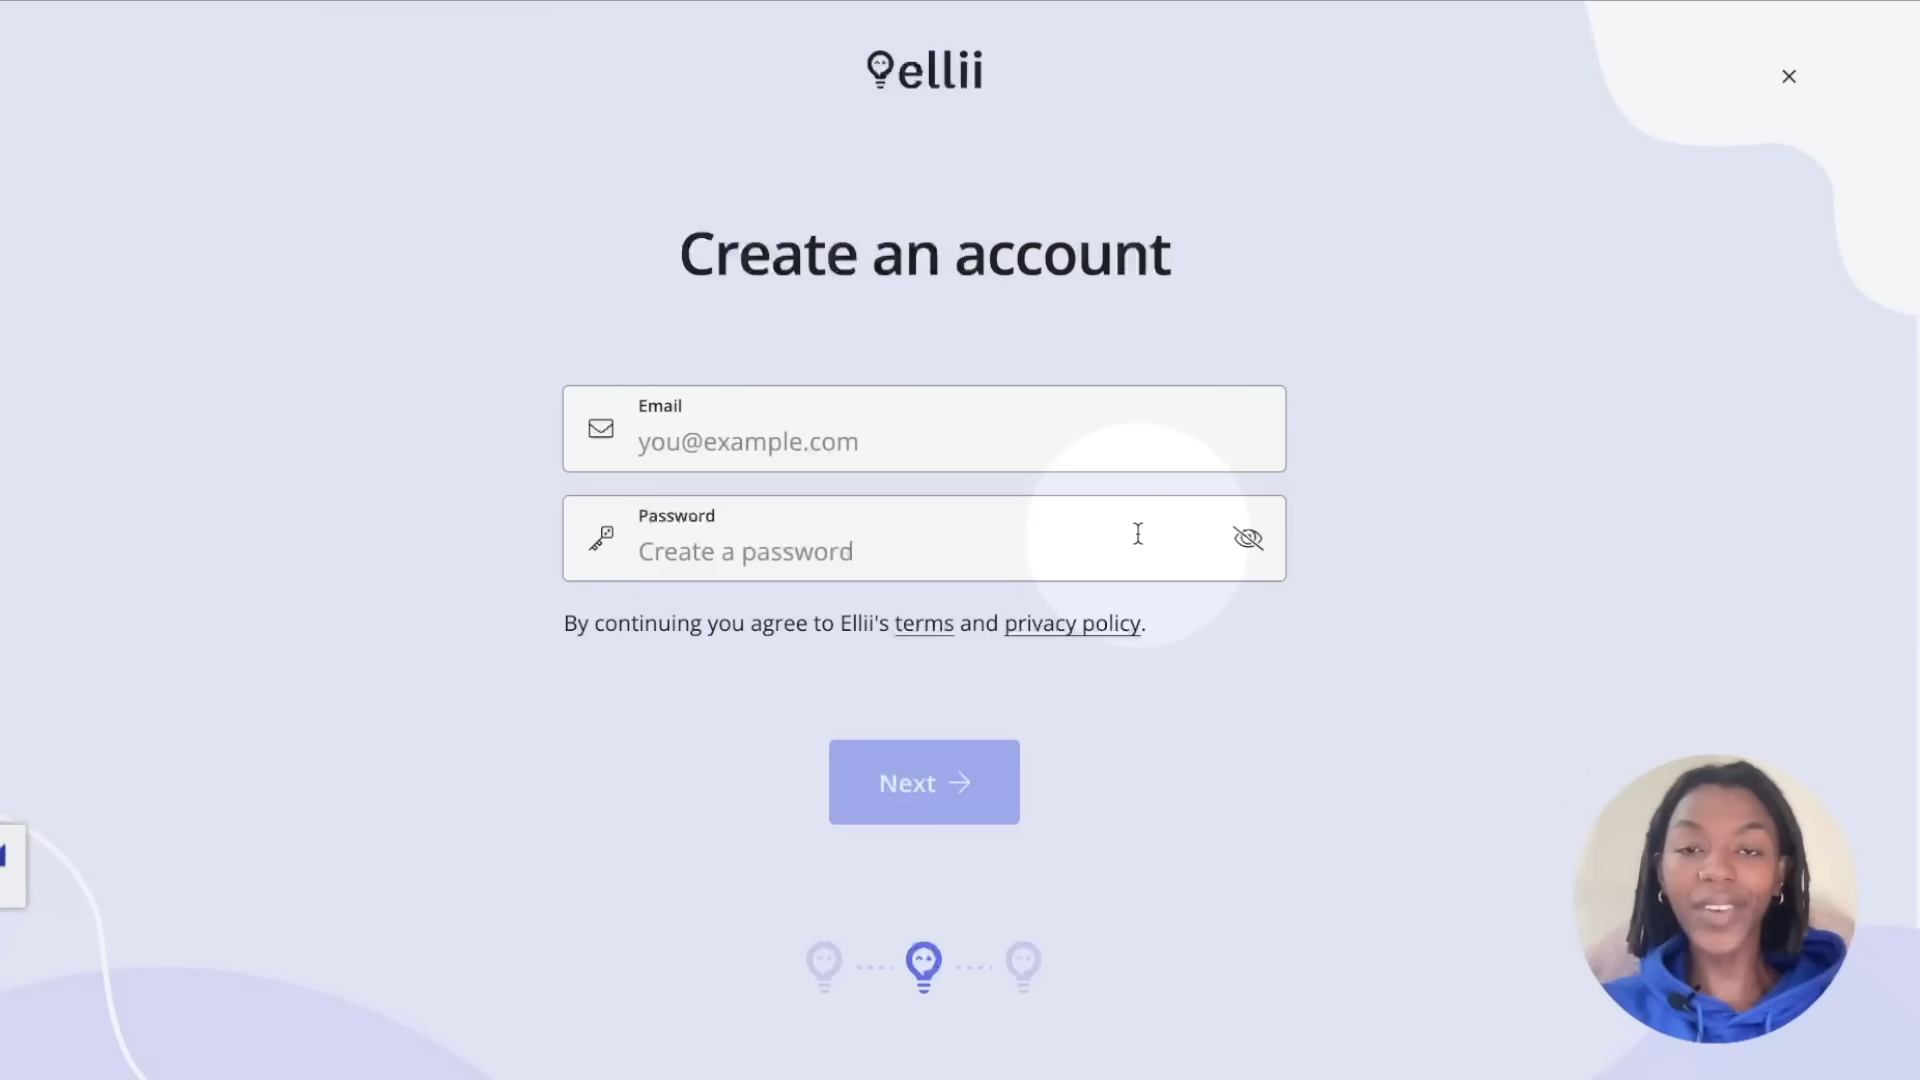 ellii
Create an account
Email
you@example.com
Password
Create a password
By continuing you agree to Ellii's terms and privacy policy.
Next